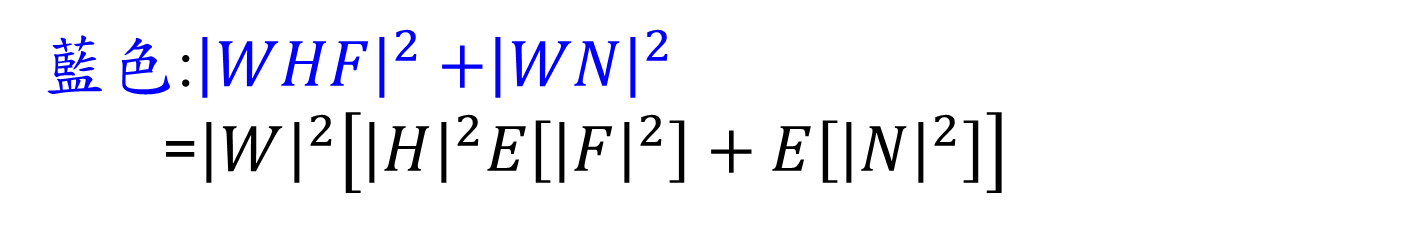 藍色:|WHF|² +|WN|²
=|W|²[|H|²E[|F|²] + E[|N|²]]